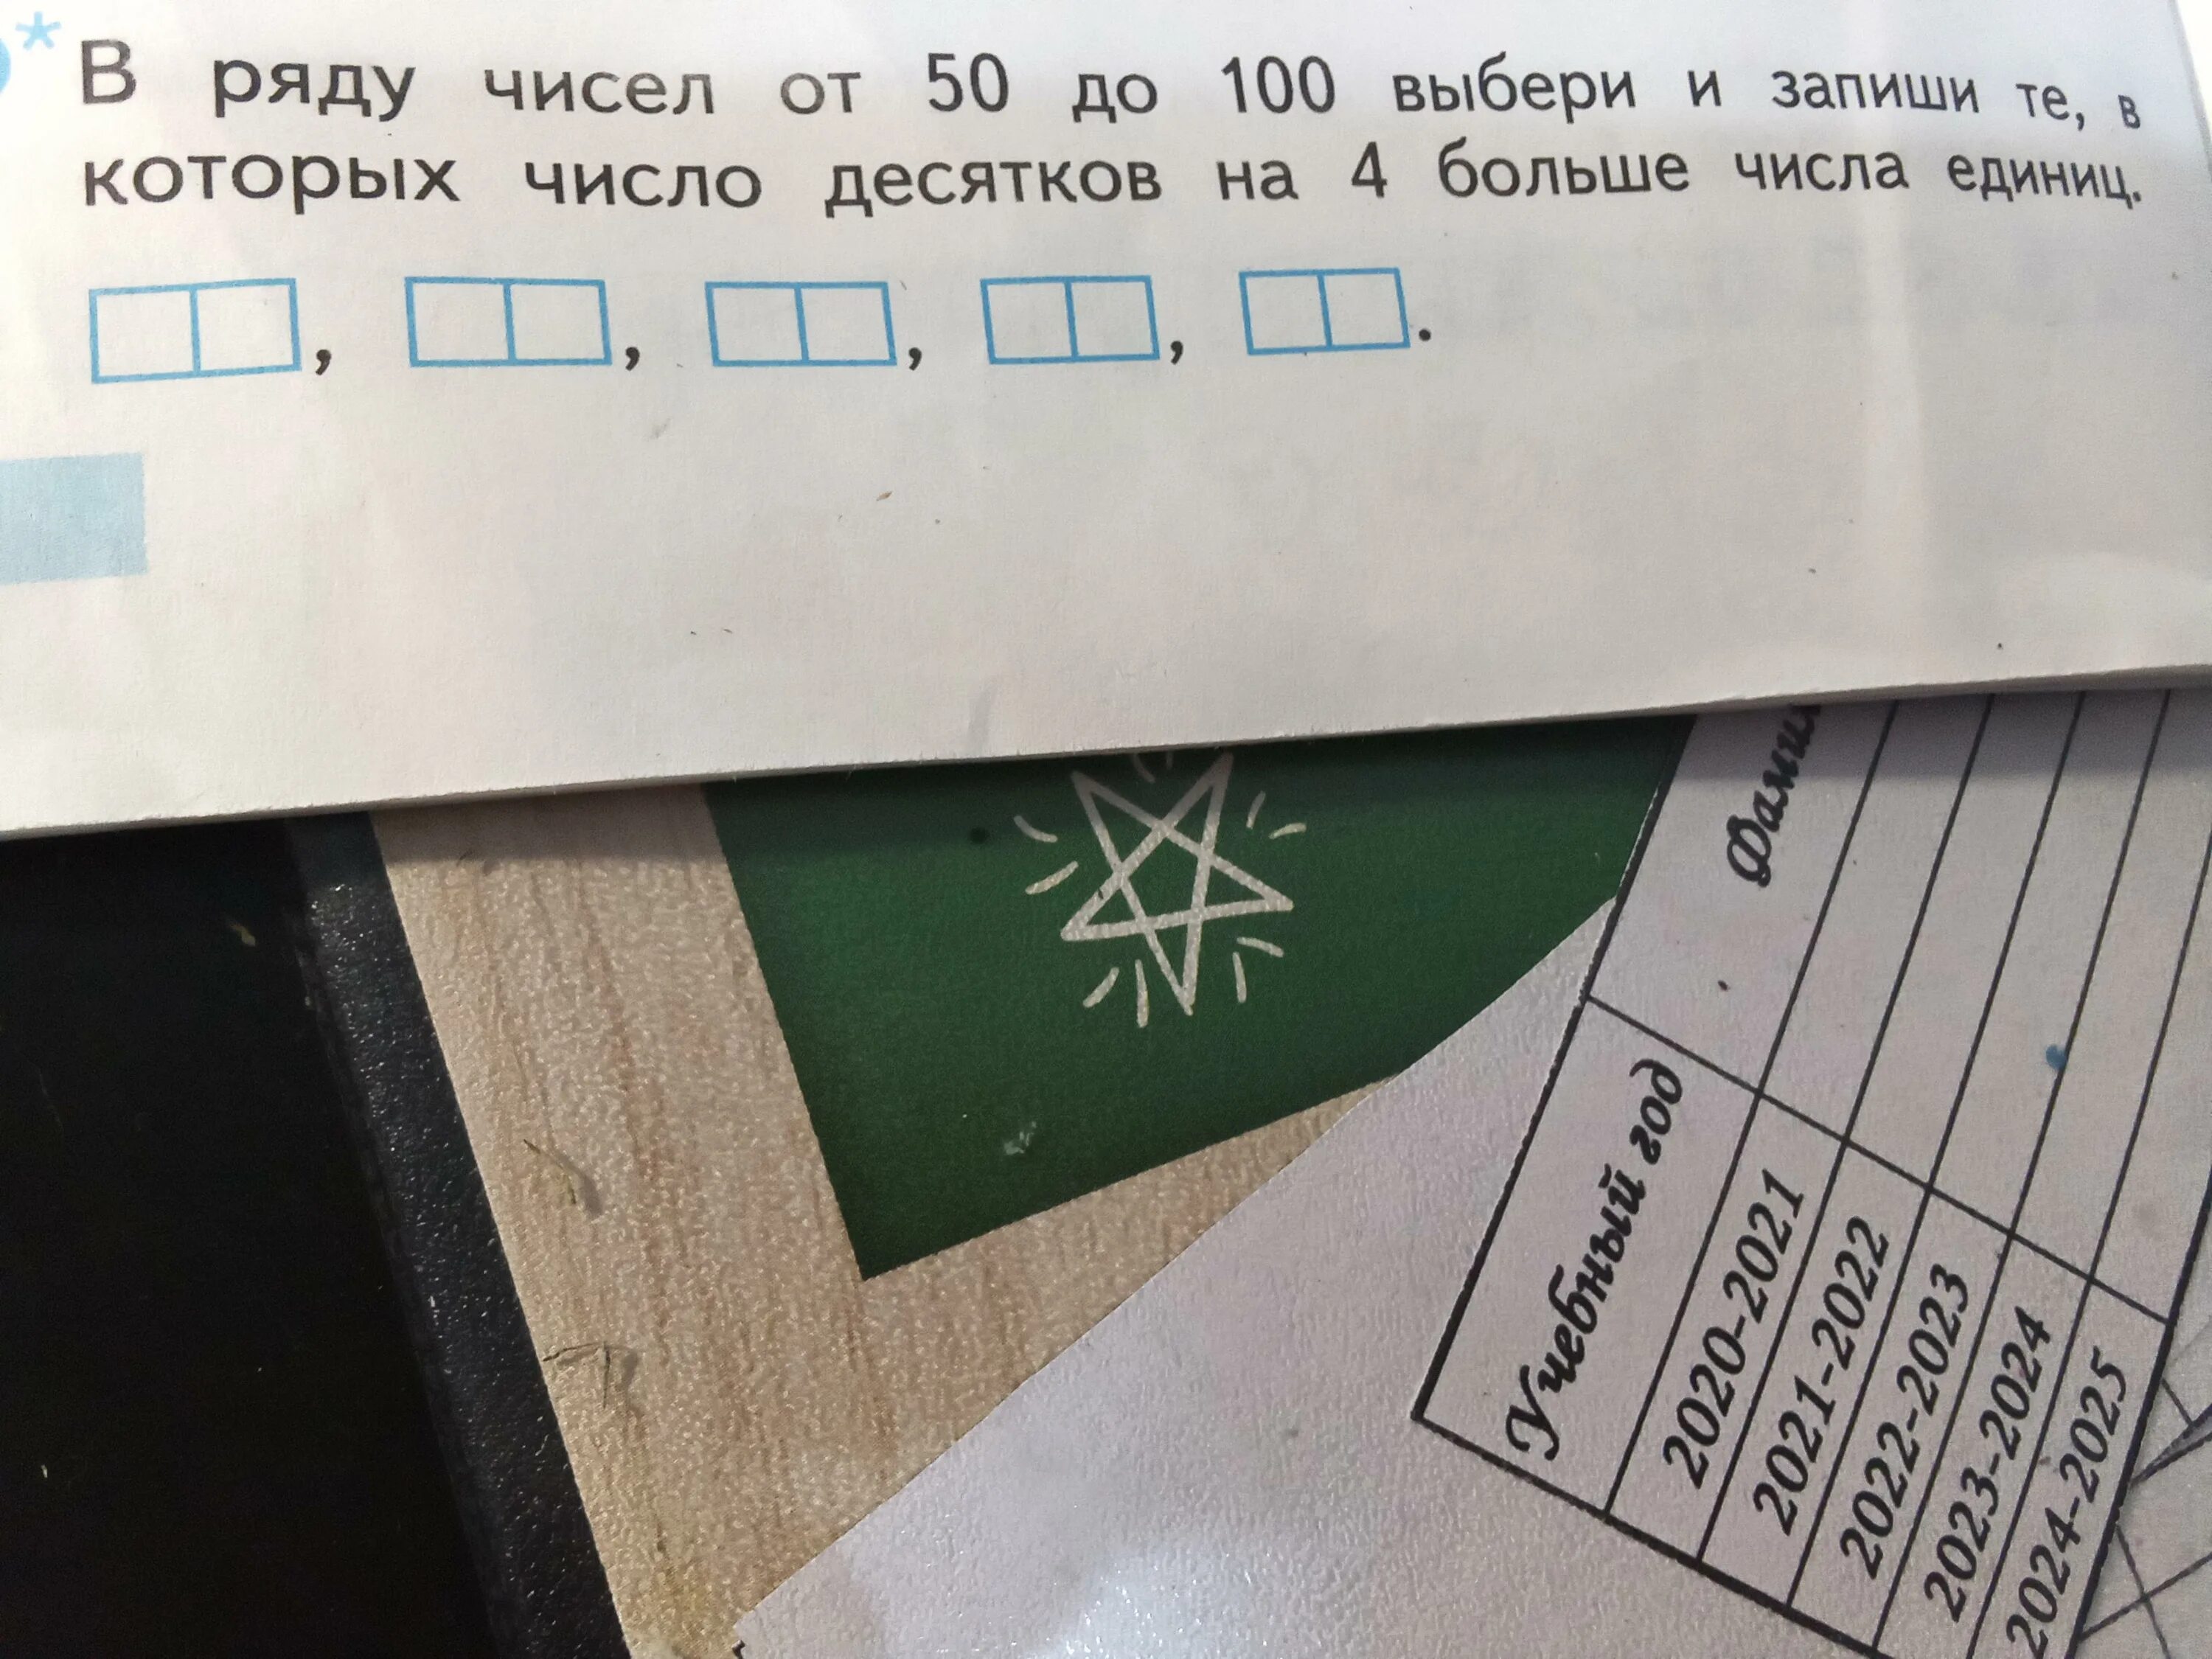 * В ряду чисел от 50 до 100 выбери и запиши те, в
которых число десятков на 4 больше числа единиц.
, , , , .
Учебный год
2020-2021
2021-2022
2022-2023
2023-2024
2024-2025